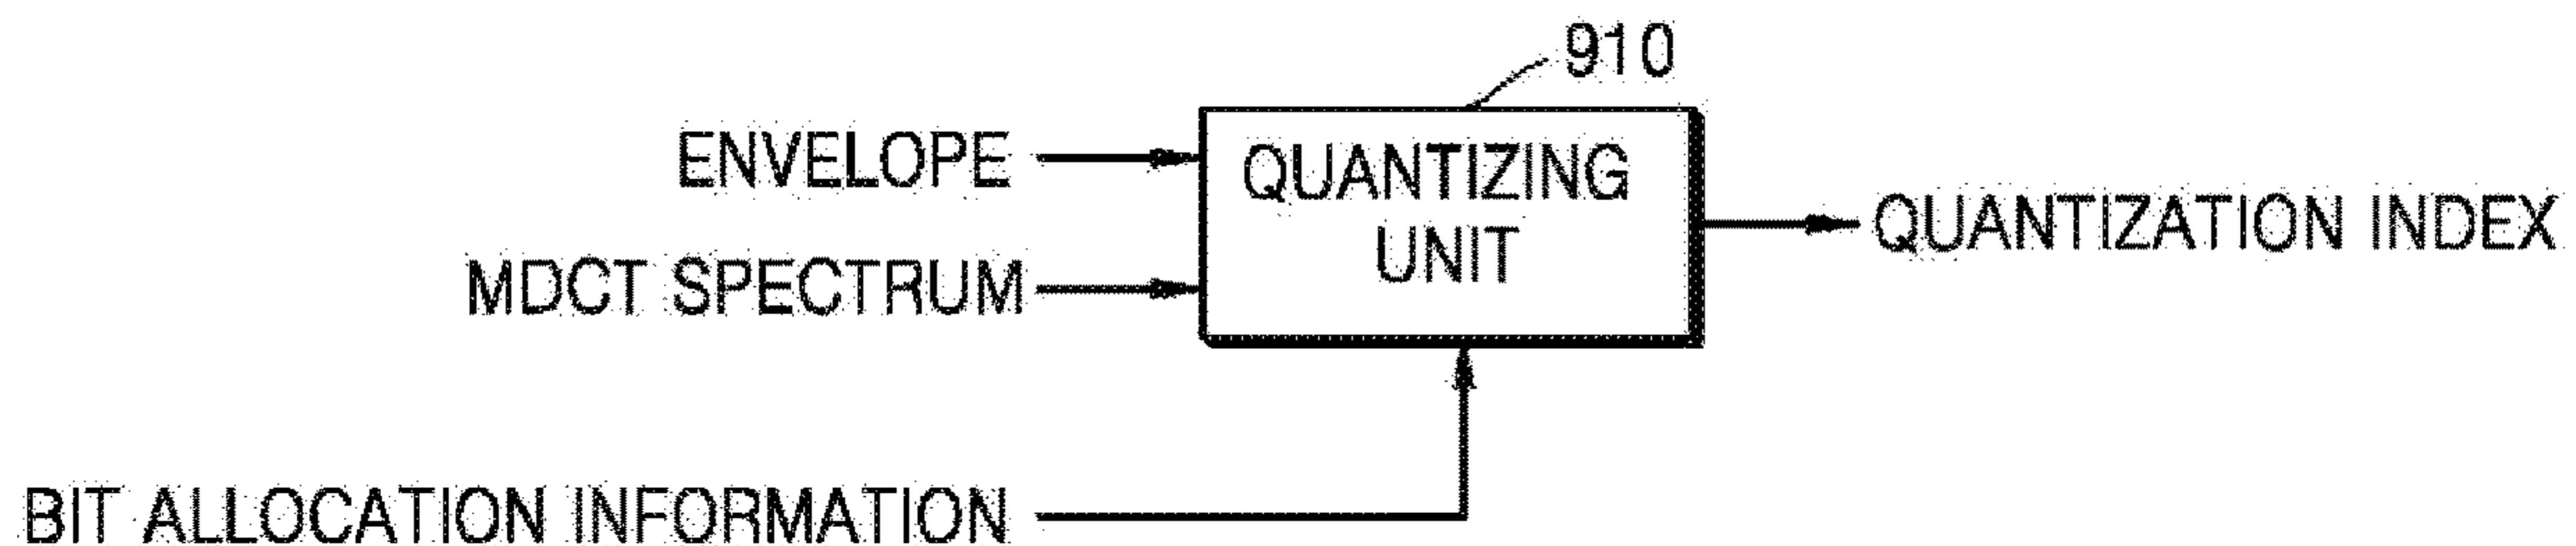 910
ENVELOPE
QUANTIZING
UNIT
QUANTIZATION INDEX
MDCT SPECTRUM
BIT ALLOCATION INFORMATION